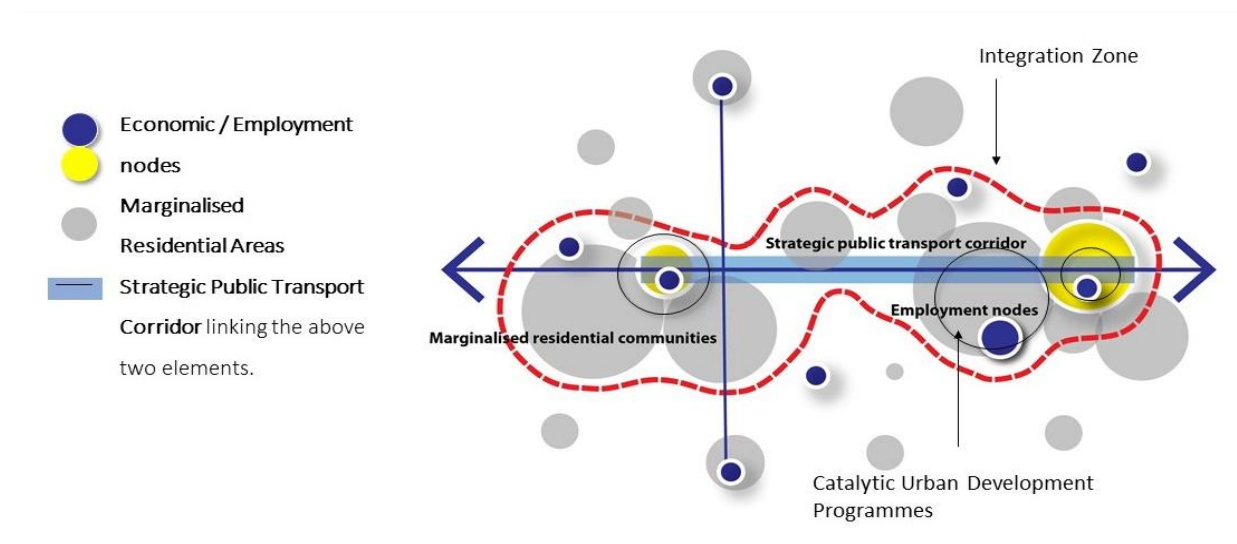 Economic / Employment
nodes
Marginalised
Residential Areas
Strategic Public Transport
Corridor linking the above
two elements.
Integration Zone
Strategic public transport corridor
Employment nodes
Marginalised residential communities
Catalytic Urban Development
Programmes